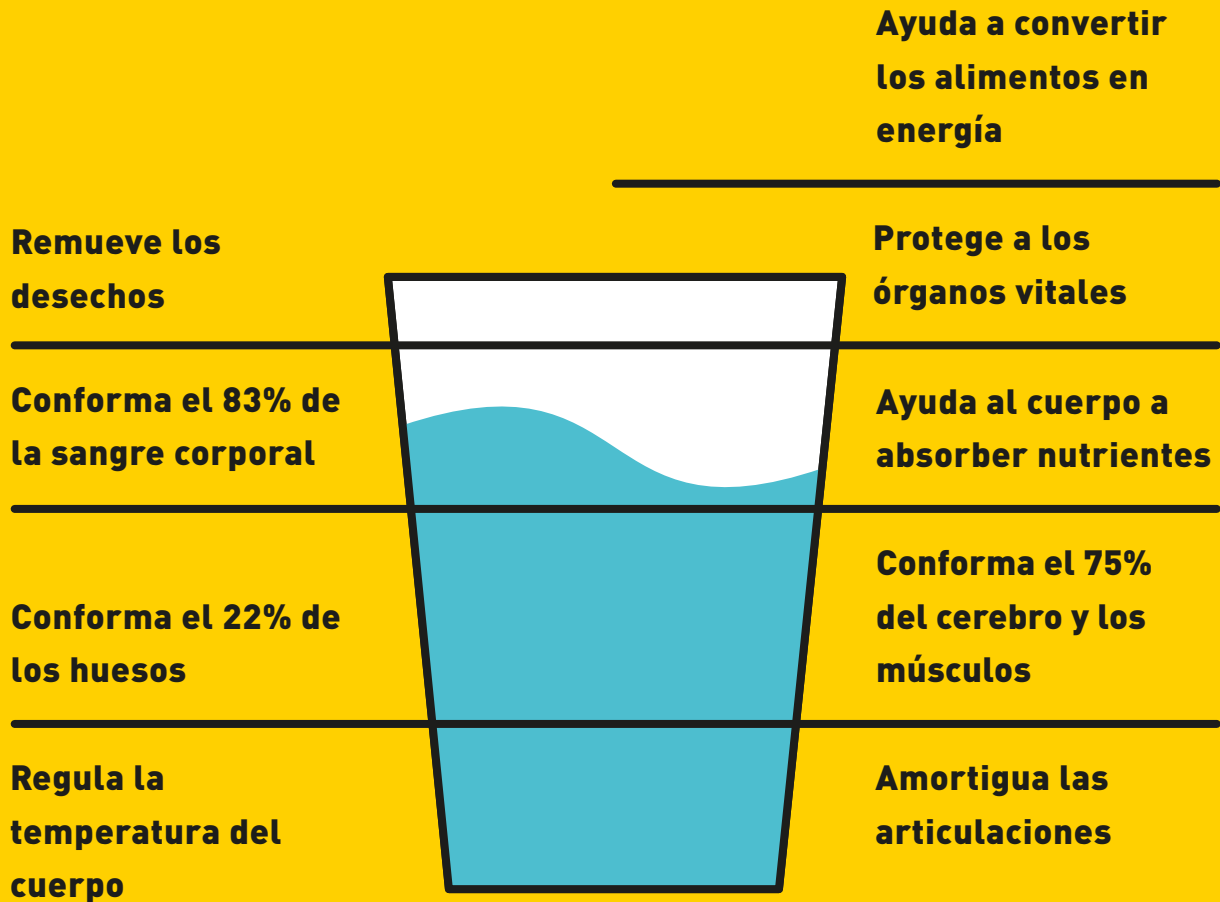 Ayuda a convertir
los alimentos en
energía
Remueve los
desechos
Protege a los
órganos vitales
Conforma el 83% de
la sangre corporal
Ayuda al cuerpo a
absorber nutrientes
Conforma el 22% de
los huesos
Conforma el 75%
del cerebro y los
músculos
Regula la
temperatura del
cuerpo
Amortigua las
articulaciones